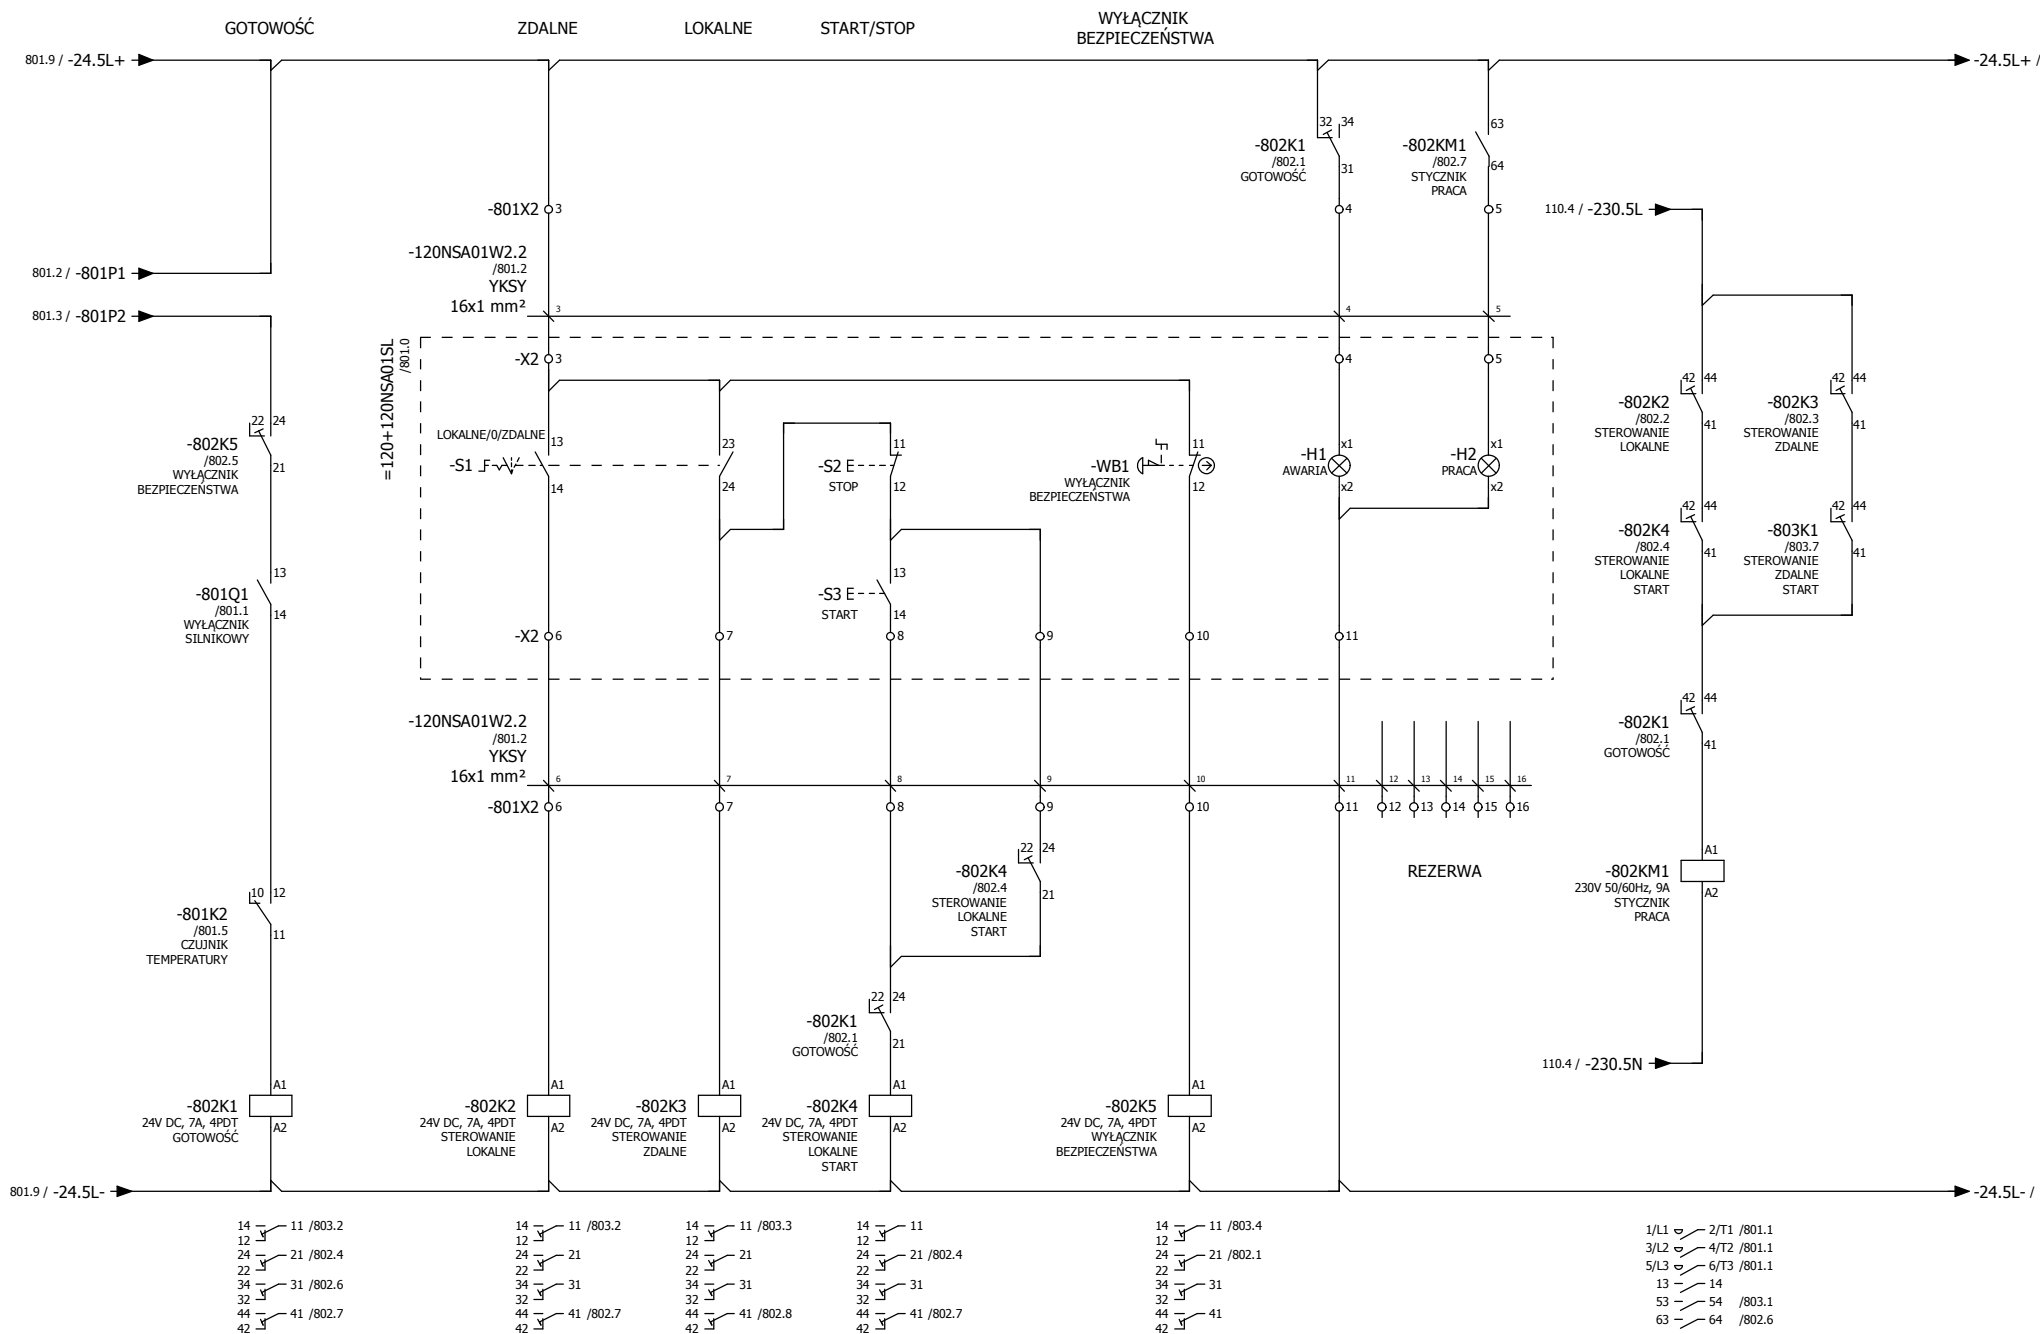 GOTOWOŚĆ
ZDALNE
LOKALNE
START/STOP
WYŁĄCZNIK
BEZPIECZEŃSTWA
801.9 / -24.5L+
-24.5L+ /
32 34
-802K1
/802.1
GOTOWOŚĆ
31
63
-802KM1
/802.7
STYCZNIK
PRACA
64
-801X2 3
4
5
110.4 / -230.5L
-120NSA01W2.2
/801.2
YKSY
16x1 mm²
3
4
5
801.2 / -801P1
801.3 / -801P2
=120+120NSA01SL
/801.0
-X2 3
4
5
22 24
-802K5
/802.5
WYŁĄCZNIK
BEZPIECZEŃSTWA
21
LOKALNE/0/ZDALNE
13
-S1
14
23
24
11
-S2
STOP
12
11
-WB1
WYŁĄCZNIK
BEZPIECZEŃSTWA
12
x1
-H1
AWARIA
x2
x1
-H2
PRACA
x2
42 44
-802K2
/802.2
STEROWANIE
LOKALNE
41
42 44
-802K3
/802.3
STEROWANIE
ZDALNE
41
42 44
-802K4
/802.4
STEROWANIE
LOKALNE
START
41
42 44
-803K1
/803.7
STEROWANIE
ZDALNE
START
41
13
-801Q1
/801.1
WYŁĄCZNIK
SILNIKOWY
14
13
-S3
START
14
-X2 6
7
8
9
10
11
-120NSA01W2.2
/801.2
YKSY
16x1 mm²
6
7
8
9
10
11
12
13
14
15
16
-801X2 6
7
8
9
10
11
12
13
14
15
16
REZERWA
42 44
-802K1
/802.1
GOTOWOŚĆ
41
22 24
-802K4
/802.4
STEROWANIE
LOKALNE
START
21
10 12
-801K2
/801.5
CZUJNIK
TEMPERATURY
11
A1
-802KM1
230V 50/60Hz, 9A
STYCZNIK
PRACA
A2
22 24
-802K1
/802.1
GOTOWOŚĆ
21
110.4 / -230.5N
A1
-802K1
24V DC, 7A, 4PDT
GOTOWOŚĆ
A2
A1
-802K2
24V DC, 7A, 4PDT
STEROWANIE
LOKALNE
A2
A1
-802K3
24V DC, 7A, 4PDT
STEROWANIE
ZDALNE
A2
A1
-802K4
24V DC, 7A, 4PDT
STEROWANIE
LOKALNE
START
A2
A1
-802K5
24V DC, 7A, 4PDT
WYŁĄCZNIK
BEZPIECZEŃSTWA
A2
801.9 / -24.5L-
-24.5L- /
14 11 /803.2
12
24 21 /802.4
22
34 31 /802.6
32
44 41 /802.7
42
14 11 /803.2
12
24 21
22
34 31
32
44 41 /802.7
42
14 11 /803.3
12
24 21
22
34 31
32
44 41 /802.8
42
14 11
12
24 21 /802.4
22
34 31
32
44 41 /802.7
42
14 11 /803.4
12
24 21 /802.1
22
34 31
32
44 41
42
1/L1 2/T1 /801.1
3/L2 4/T2 /801.1
5/L3 6/T3 /801.1
13 14
53 54 /803.1
63 64 /802.6